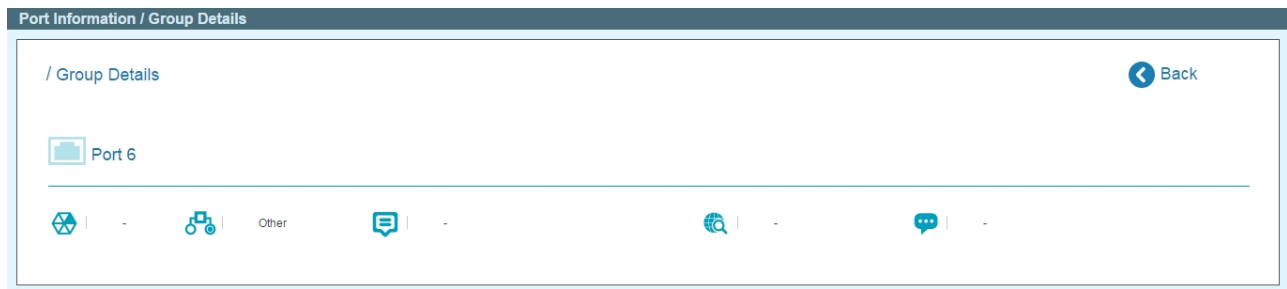 Port Information / Group Details
/ Group Details
Back
Port 6
- Other - - -